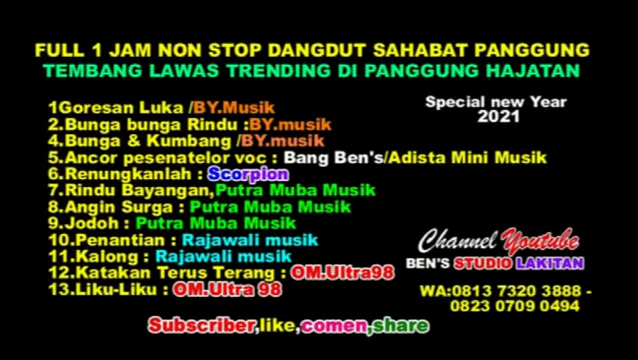 FULL 1 JAM NON STOP DANGDUT SAHABAT PANGGUNG
TEMBANG LAWAS TRENDING DI PANGGUNG HAJATAN
Special new Year
2021
1Goresan Luka /BY.Musik
2.Bunga bunga Rindu :BY.musik
4.Bunga & Kumbang /BY.musik
5.Ancor pesenatelor voc : Bang Ben's/Adista Mini Musik
6.Renungkanlah : Scorpion
7.Rindu Bayangan,Putra Muba Musik
8.Angin Surga : Putra Muba Musik
9.Jodoh : Putra Muba Musik
10.Penantian : Rajawali musik
11.Kalong : Rajawali musik
12.Katakan Terus Terang : OM.Ultra98
13.Liku-Liku : OM.Ultra 98
Channel Youtube
BEN'S STUDIO LAKITAN
WA:0813 7320 3888 -
0823 0709 0494
Subscriber,like,comen,share